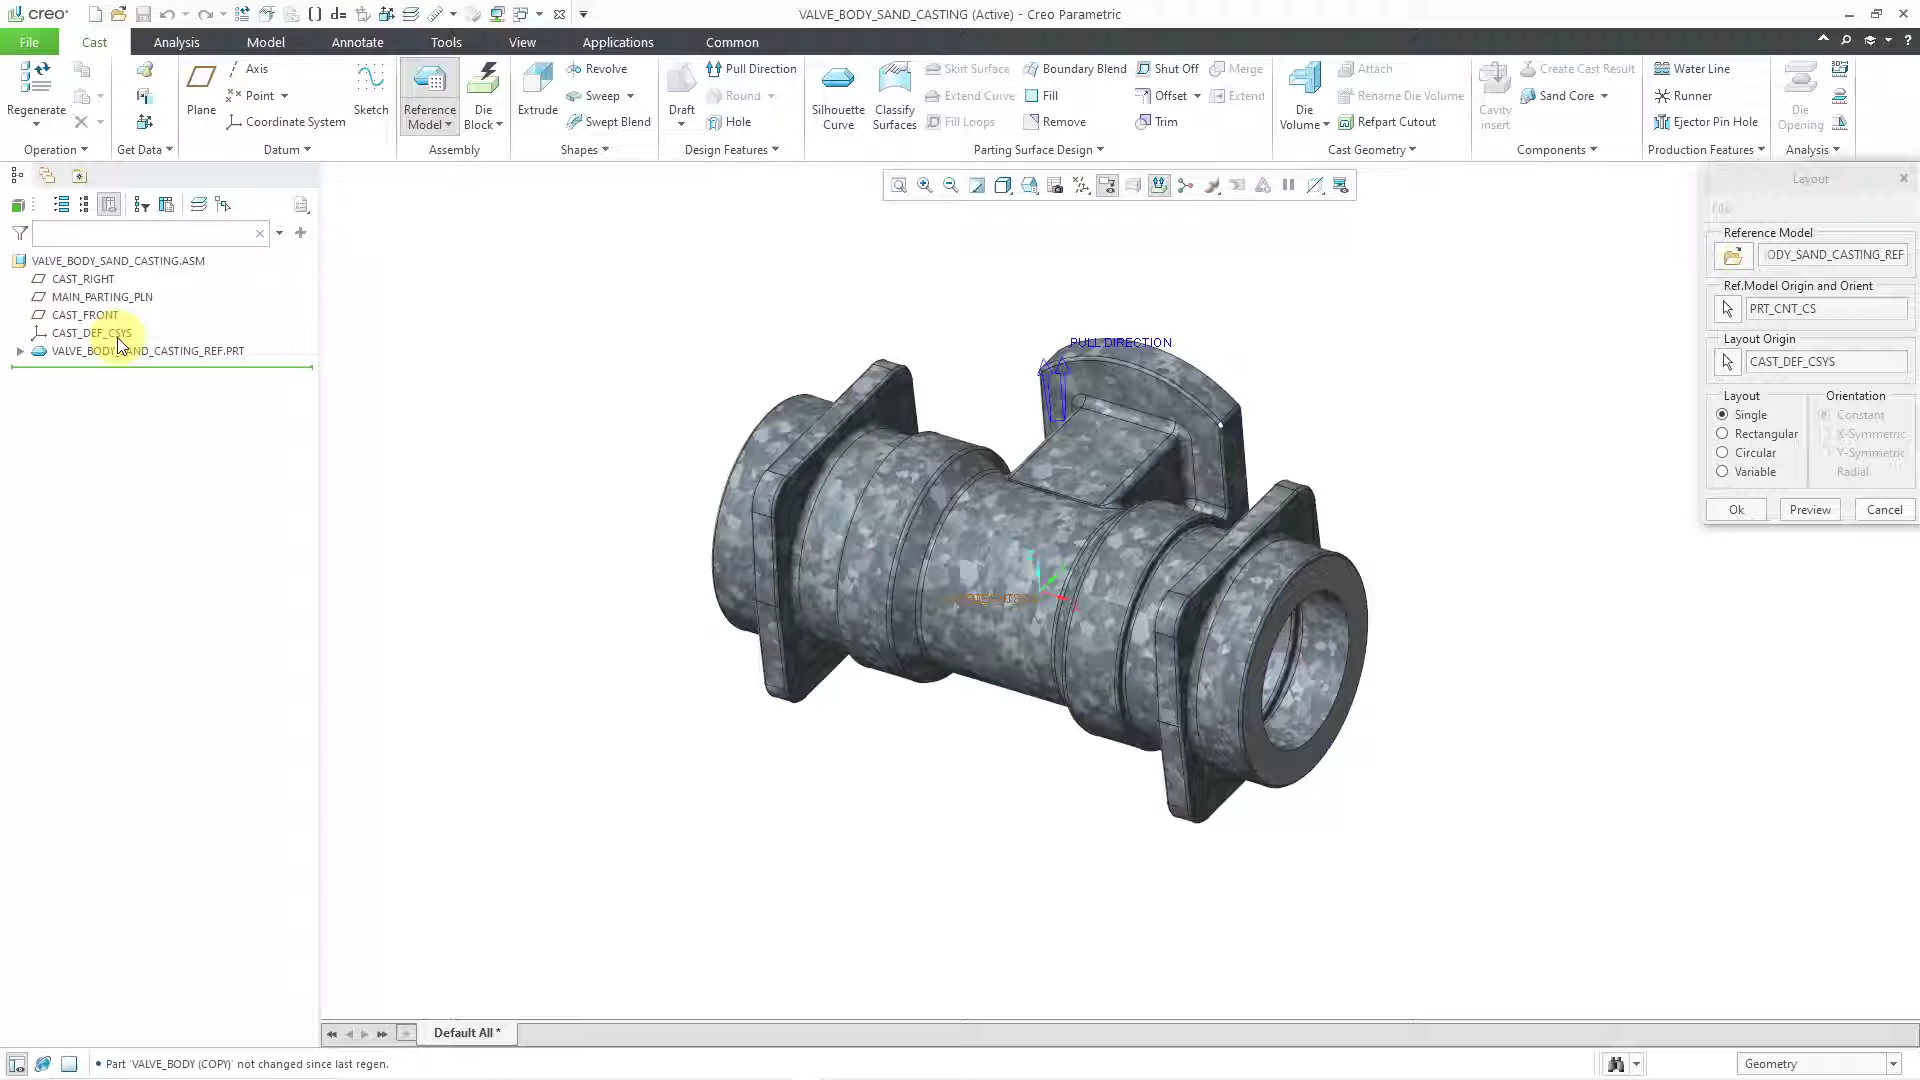 creo
VALVE_BODY_SAND_CASTING (Active) - Creo Parametric
File
Cast
Analysis
Model
Annotate
Tools
View
Applications
Common
Regenerate
Operation
Get Data
Plane
Axis
Point
Coordinate System
Sketch
Datum
Reference Model
Die Block
Assembly
Extrude
Revolve
Sweep
Swept Blend
Shapes
Draft
Pull Direction
Round
Hole
Design Features
Silhouette Curve
Classify Surfaces
Skirt Surface
Extend Curve
Fill Loops
Boundary Blend
Fill
Remove
Shut Off
Offset
Trim
Merge
Extend
Parting Surface Design
Die Volume
Attach
Rename Die Volume
Refpart Cutout
Cast Geometry
Cavity insert
Create Cast Result
Sand Core
Components
Water Line
Runner
Ejector Pin Hole
Production Features
Die Opening
Analysis
VALVE_BODY_SAND_CASTING.ASM
CAST_RIGHT
MAIN_PARTING_PLN
CAST_FRONT
CAST_DEF_CSYS
VALVE_BODY_SAND_CASTING_REF.PRT
PULL DIRECTION
Layout
File
Reference Model
ODY_SAND_CASTING_REF
Ref.Model Origin and Orient
PRT_CNT_CS
Layout Origin
CAST_DEF_CSYS
Layout
Orientation
Single
Constant
Rectangular
X-Symmetric
Circular
Y-Symmetric
Variable
Radial
Ok
Preview
Cancel
Default All *
• Part 'VALVE_BODY (COPY)' not changed since last regen.
Geometry